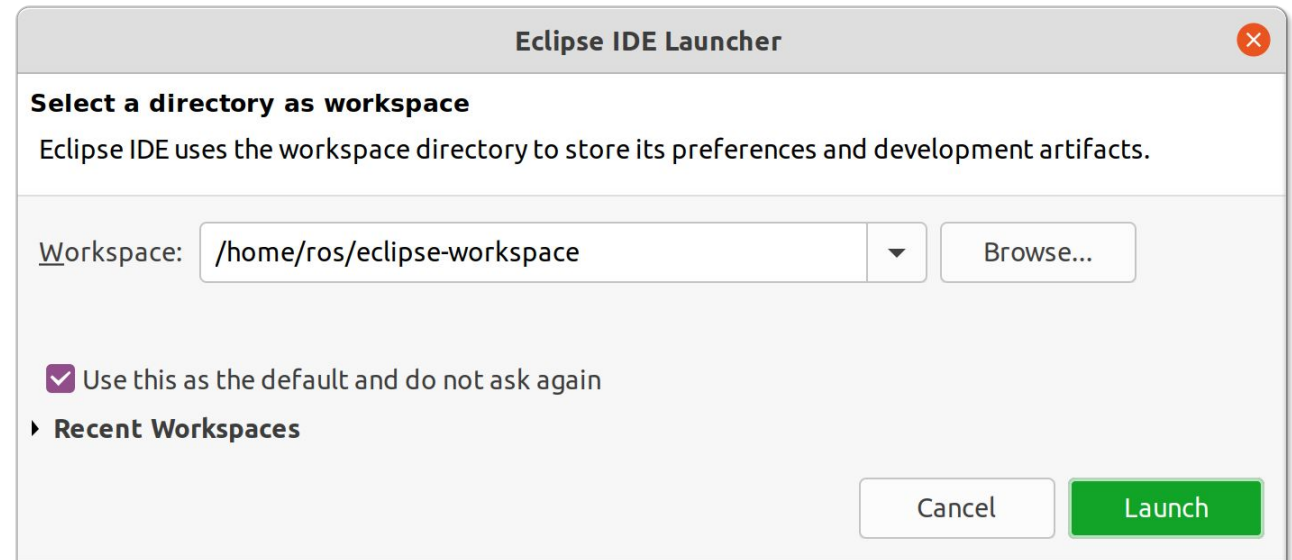 Eclipse IDE Launcher
Select a directory as workspace
Eclipse IDE uses the workspace directory to store its preferences and development artifacts.
Workspace: /home/ros/eclipse-workspace Browse...
Use this as the default and do not ask again
Recent Workspaces
Cancel Launch